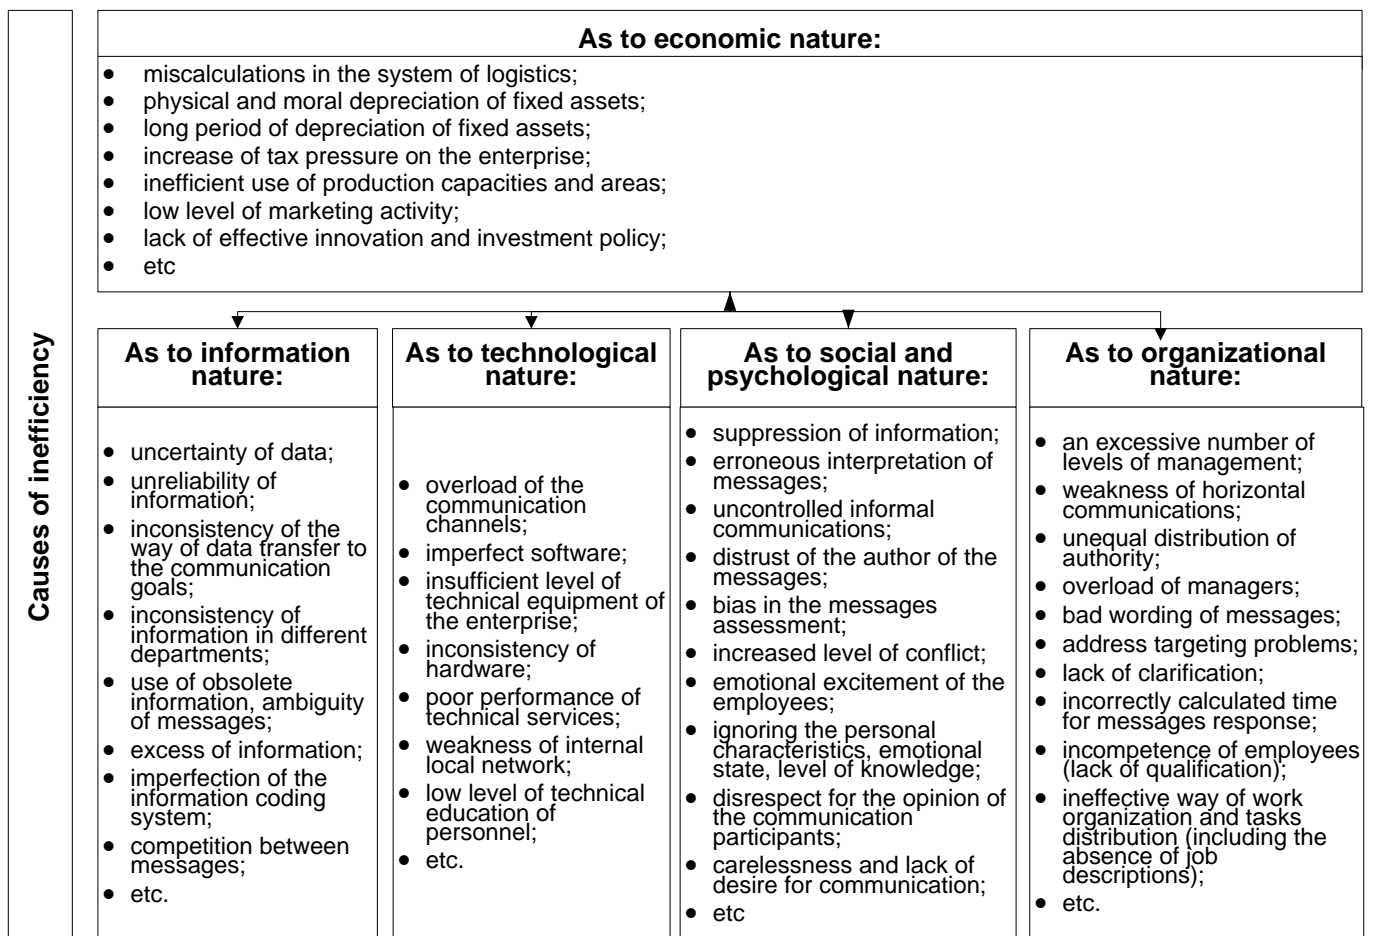 Causes of inefficiency
As to economic nature:
• miscalculations in the system of logistics;
• physical and moral depreciation of fixed assets;
• long period of depreciation of fixed assets;
• increase of tax pressure on the enterprise;
• inefficient use of production capacities and areas;
• low level of marketing activity;
• lack of effective innovation and investment policy;
• etc
As to information
nature:
• uncertainty of data;
• unreliability of
information;
• inconsistency of the
way of data transfer to
the communication
goals;
• inconsistency of
information in different
departments;
• use of obsolete
information, ambiguity
of messages;
• excess of information;
• imperfection of the
information coding
system;
• competition between
messages;
• etc.
As to technological
nature:
• overload of the
communication
channels;
• imperfect software;
• insufficient level of
technical equipment of
the enterprise;
• inconsistency of
hardware;
• poor performance of
technical services;
• weakness of internal
local network;
• low level of technical
education of
personnel;
• etc.
As to social and
psychological nature:
• suppression of information;
• erroneous interpretation of
messages;
• uncontrolled informal
communications;
• distrust of the author of the
messages;
• bias in the messages
assessment;
• increased level of conflict;
• emotional excitement of the
employees;
• ignoring the personal
characteristics, emotional
state, level of knowledge;
• disrespect for the opinion of
the communication
participants;
• carelessness and lack of
desire for communication;
• etc
As to organizational
nature:
• an excessive number of
levels of management;
• weakness of horizontal
communications;
• unequal distribution of
authority;
• overload of managers;
• bad wording of messages;
• address targeting problems;
• lack of clarification;
• incorrectly calculated time
for messages response;
• incompetence of employees
(lack of qualification);
• ineffective way of work
organization and tasks
distribution (including the
absence of job
descriptions);
• etc.